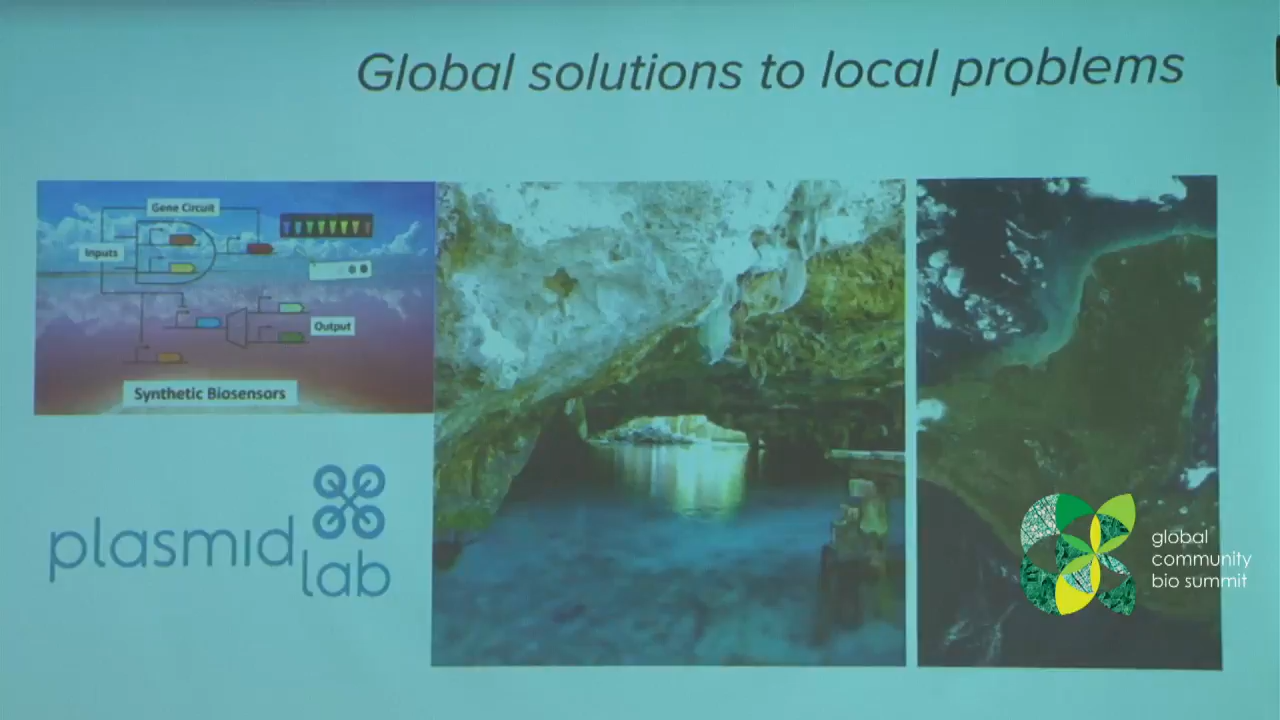 Global solutions to local problems
Gene Circuit
Inputs
Output
Synthetic Biosensors
plasmid
lab
global
community
bio summit